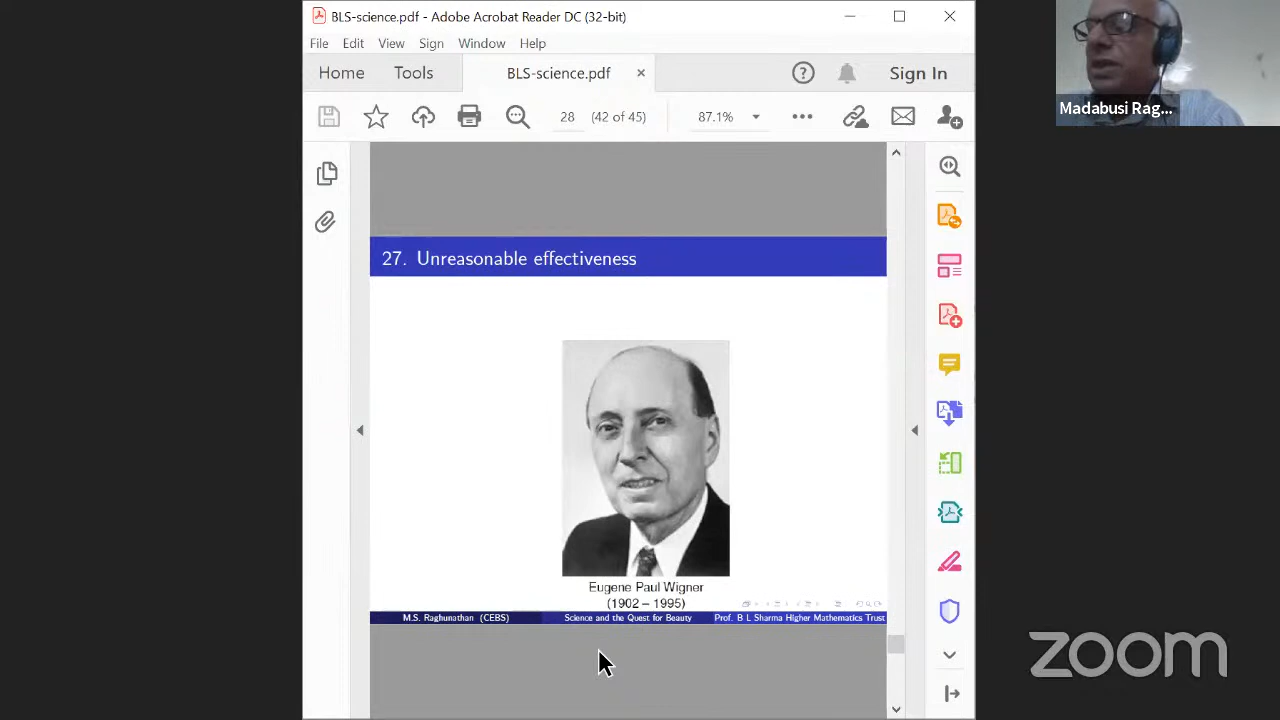 BLS-science.pdf - Adobe Acrobat Reader DC (32-bit)
File Edit View Sign Window Help
Home Tools BLS-science.pdf × Sign In
28 (42 of 45) 87.1%
Madabusi Rag...
27. Unreasonable effectiveness
Eugene Paul Wigner
(1902 – 1995)
M.S. Raghunathan (CEBS) Science and the Quest for Beauty Prof. B L Sharma Higher Mathematics Trust
zoom